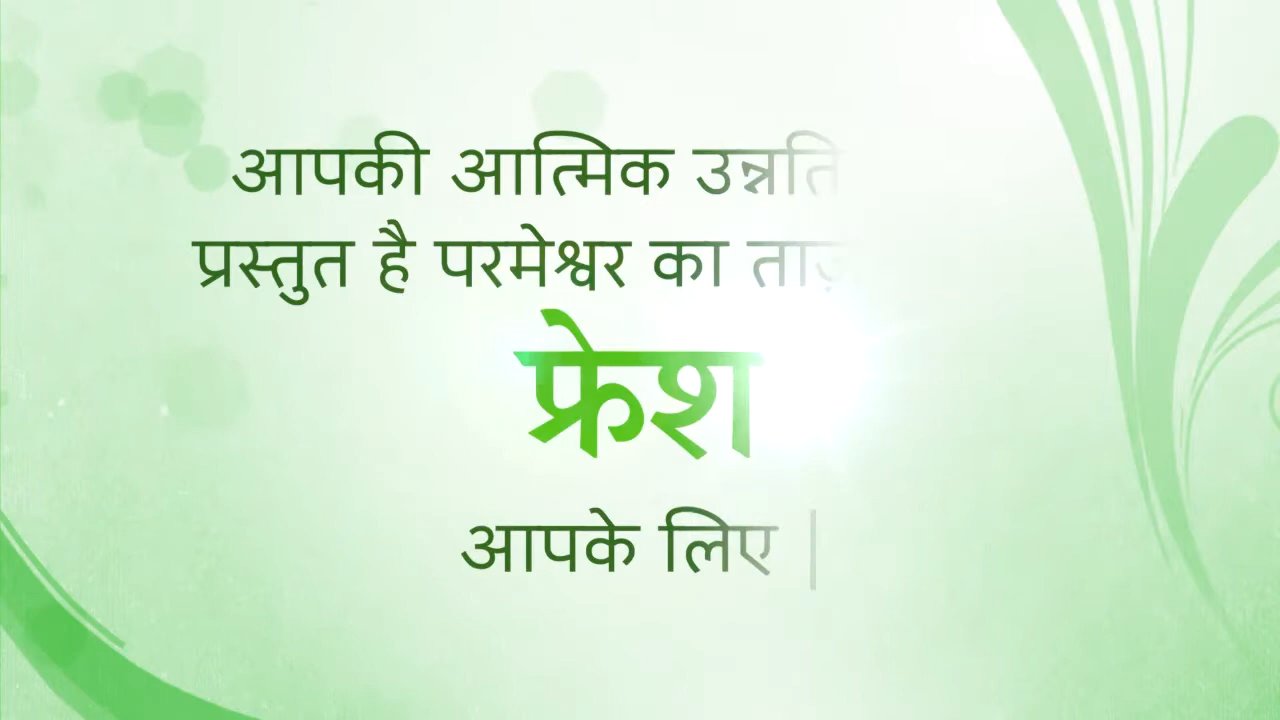 आपकी आत्मिक उन्नति
प्रस्तुत है परमेश्वर का
फ्रेश
आपके लिए |